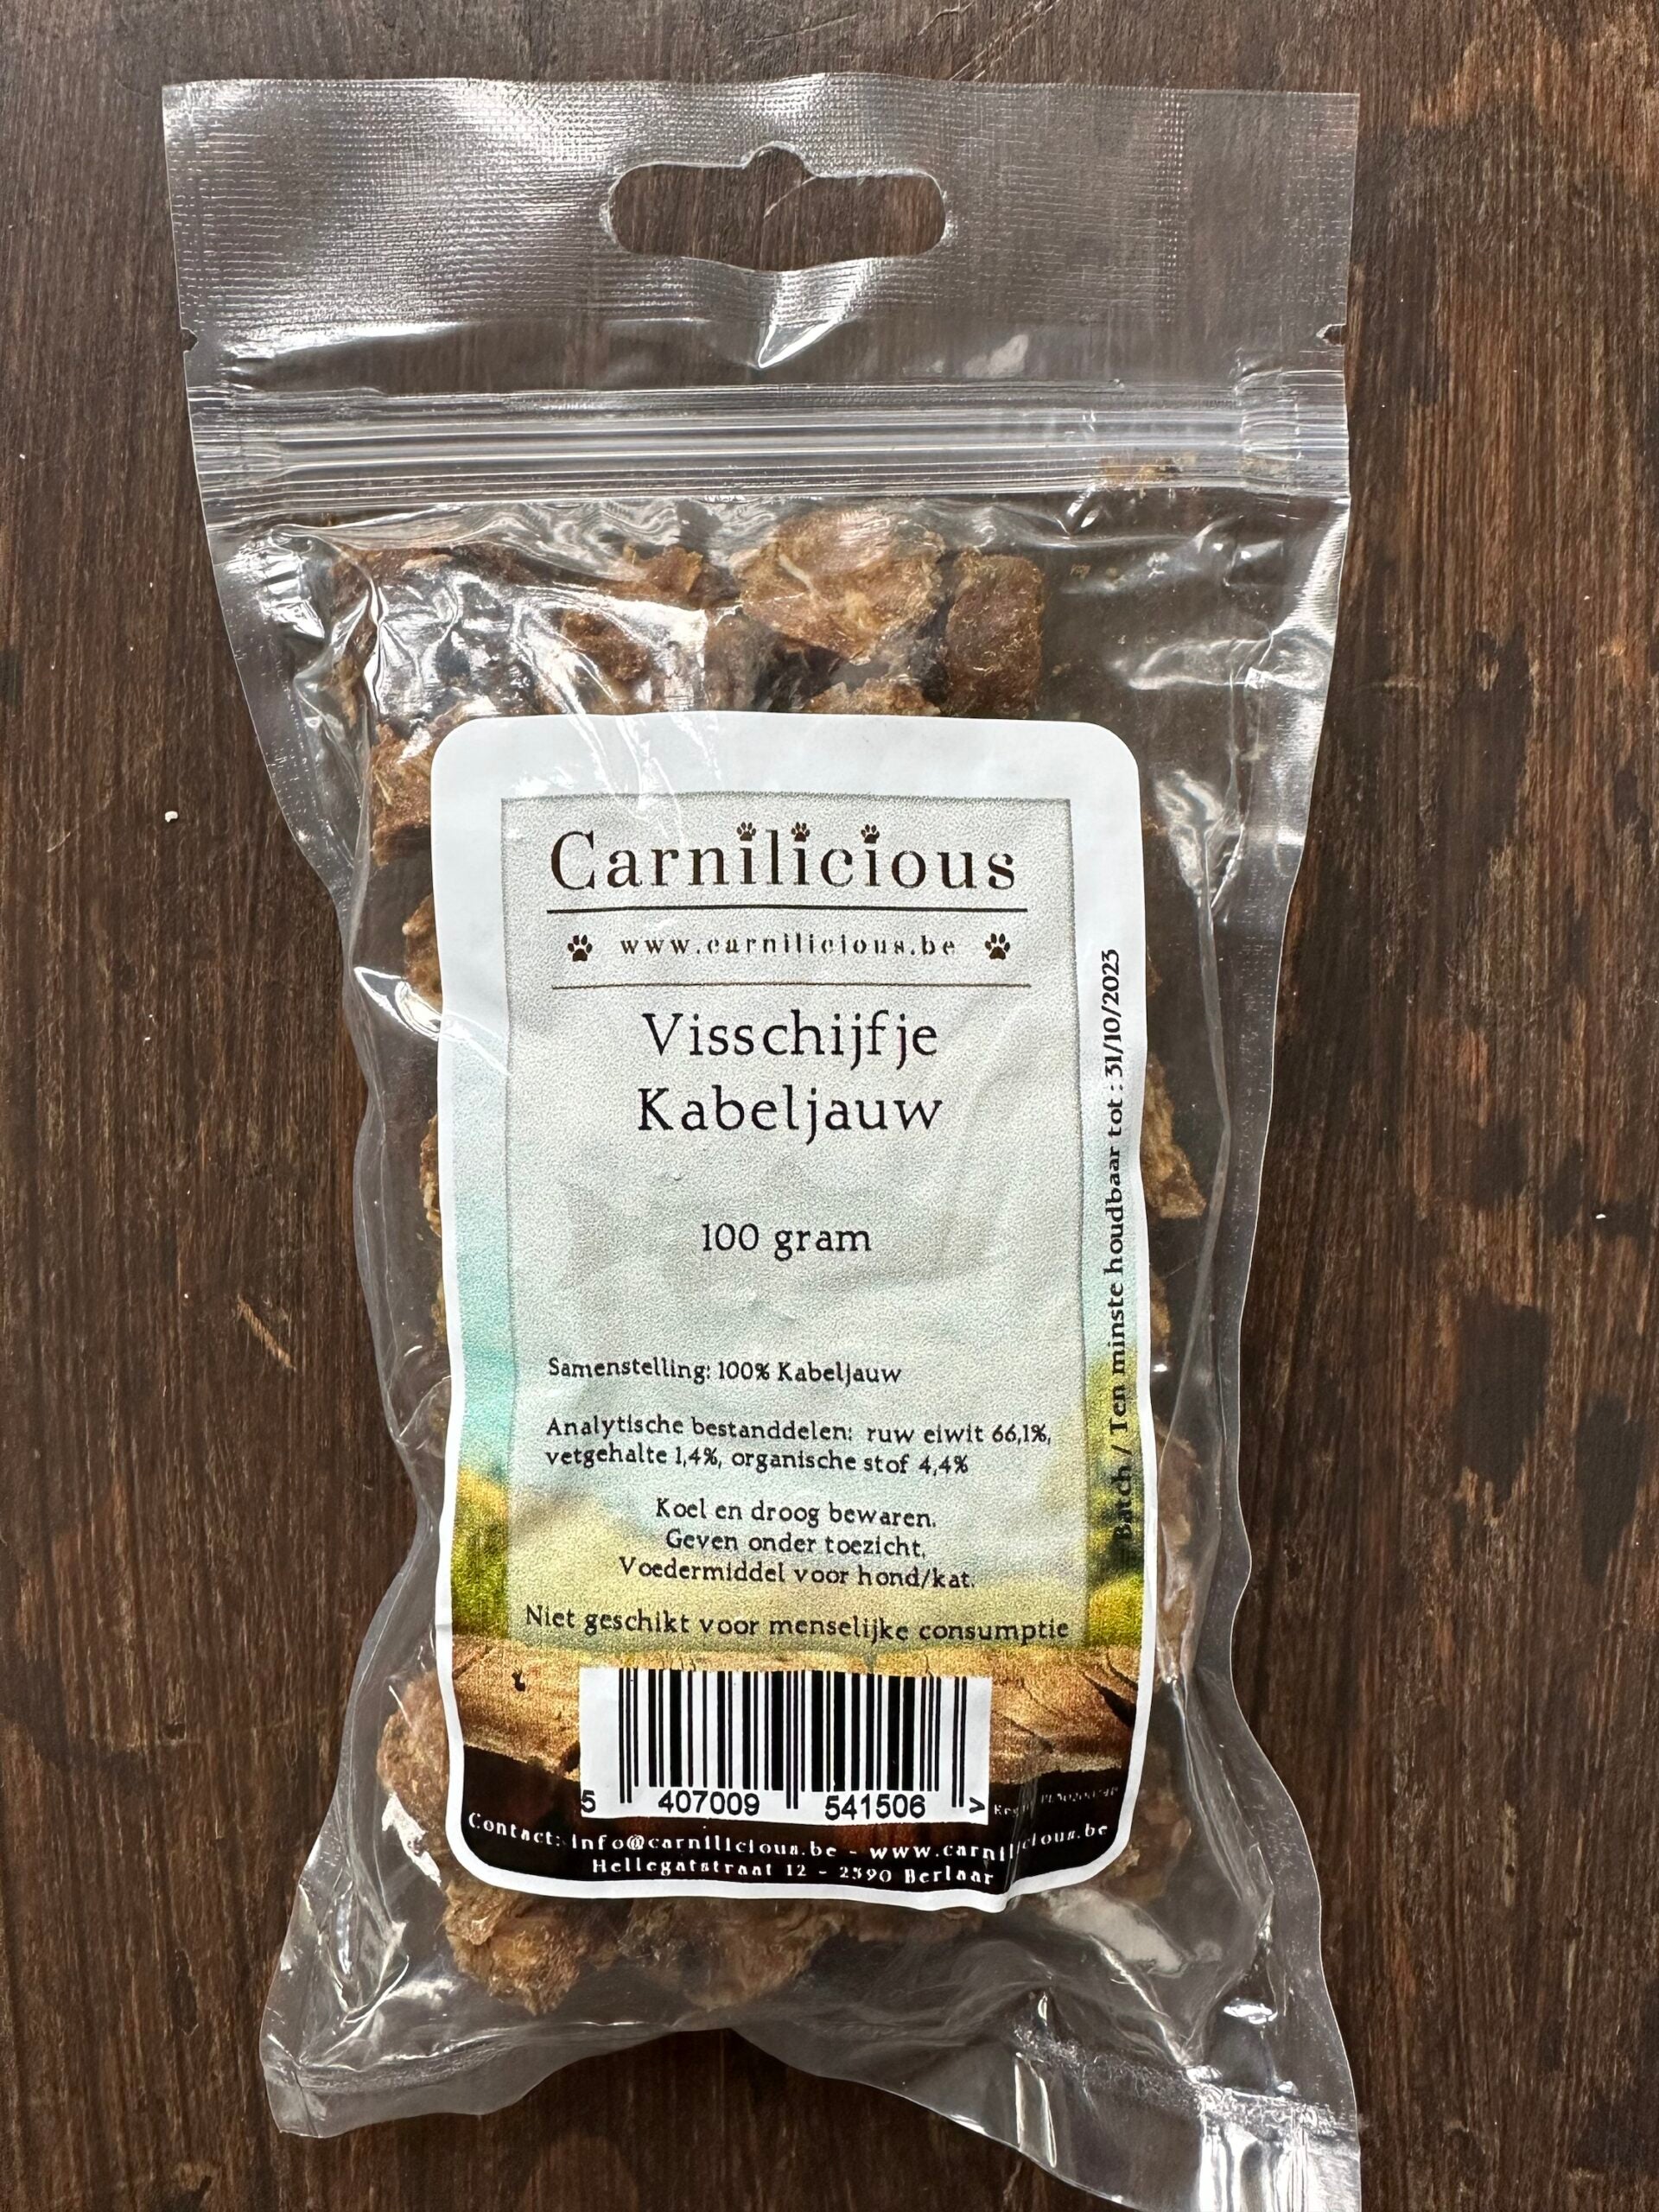 Carnilicious
www.carnilicious.be
Visschijfje
Kabeljauw
100 gram
Samenstelling: 100% Kabeljauw
Analytische bestanddelen: ruw eiwit 66,1%,
vetgehalte 1,4%, organische stof 4,4%
Koel en droog bewaren.
Geven onder toezicht.
Voedermiddel voor hond/kat.
Niet geschikt voor menselijke consumptie
Batch / Ten minste houdbaar tot : 31/10/2023
5 407009 541506 >
Contact: info@carnilicious.be - www.carnilicious.be
Hellegatstraat 12 - 2590 Berlaar